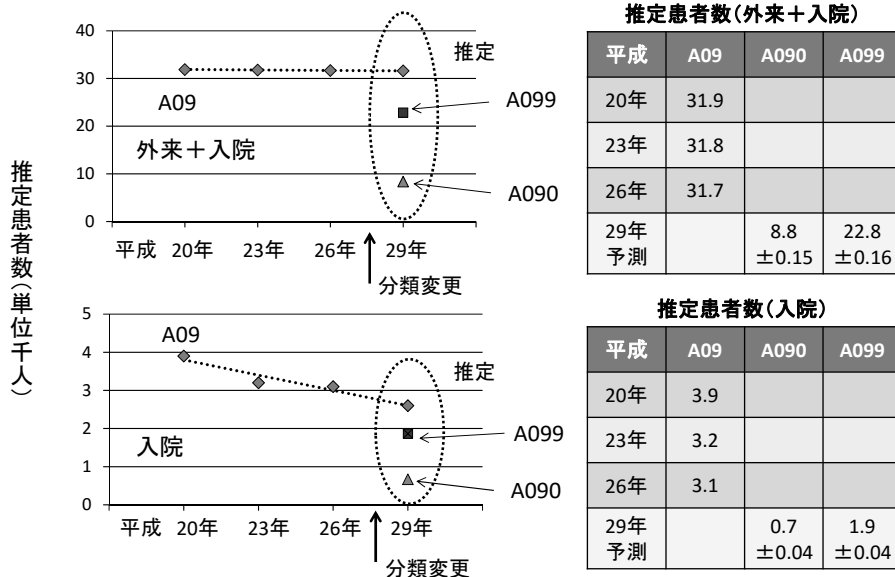 推定患者数(単位千人)
40
30
20
10
0
推定
A09
外来+入院
A099
A090
平成 20年 23年 26年 29年
分類変更
推定患者数(外来+入院)
平成 A09 A090 A099
20年 31.9
23年 31.8
26年 31.7
29年
予測 8.8
±0.15 22.8
±0.16
5
4
3
2
1
0
A09
推定
入院
A099
A090
平成 20年 23年 26年 29年
分類変更
推定患者数(入院)
平成 A09 A090 A099
20年 3.9
23年 3.2
26年 3.1
29年
予測 0.7
±0.04 1.9
±0.04